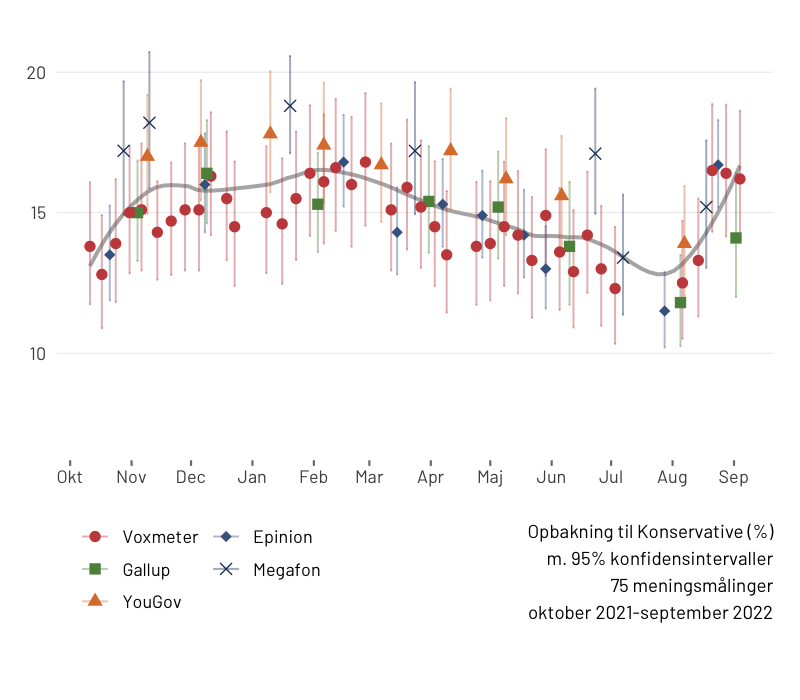 20
15
10
Okt Nov Dec Jan Feb Mar Apr Maj Jun Jul Aug Sep
Voxmeter Epinion
Gallup Megafon
YouGov
Opbakning til Konservative (%)
m. 95% konfidensintervaller
75 meningsmålinger
oktober 2021-september 2022